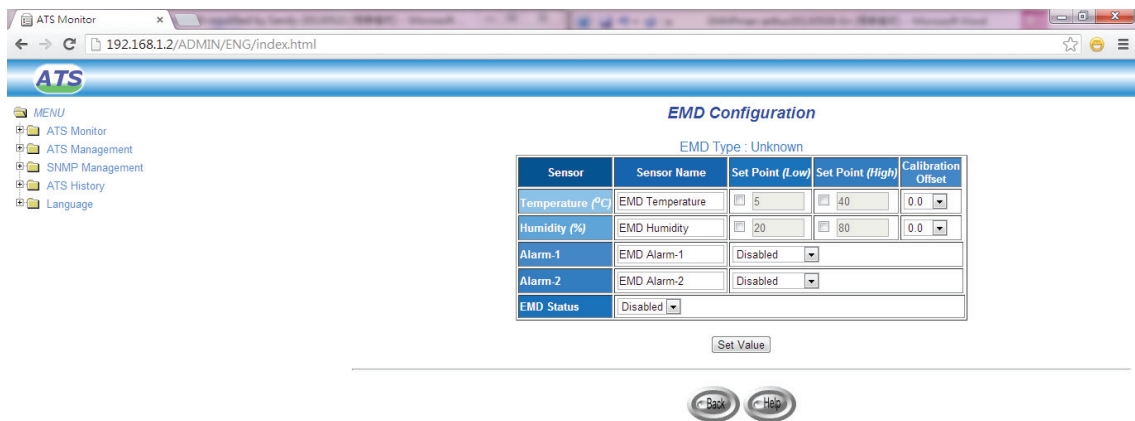 ATS Monitor
192.168.1.2/ADMIN/ENG/index.html
ATS
MENU
ATS Monitor
ATS Management
SNMP Management
ATS History
Language
EMD Configuration
EMD Type : Unknown
Sensor Sensor Name Set Point (Low) Set Point (High) Calibration Offset
Temperature (ºC) EMD Temperature 5 40 0.0
Humidity (%) EMD Humidity 20 80 0.0
Alarm-1 EMD Alarm-1 Disabled
Alarm-2 EMD Alarm-2 Disabled
EMD Status Disabled
Set Value
Back Help